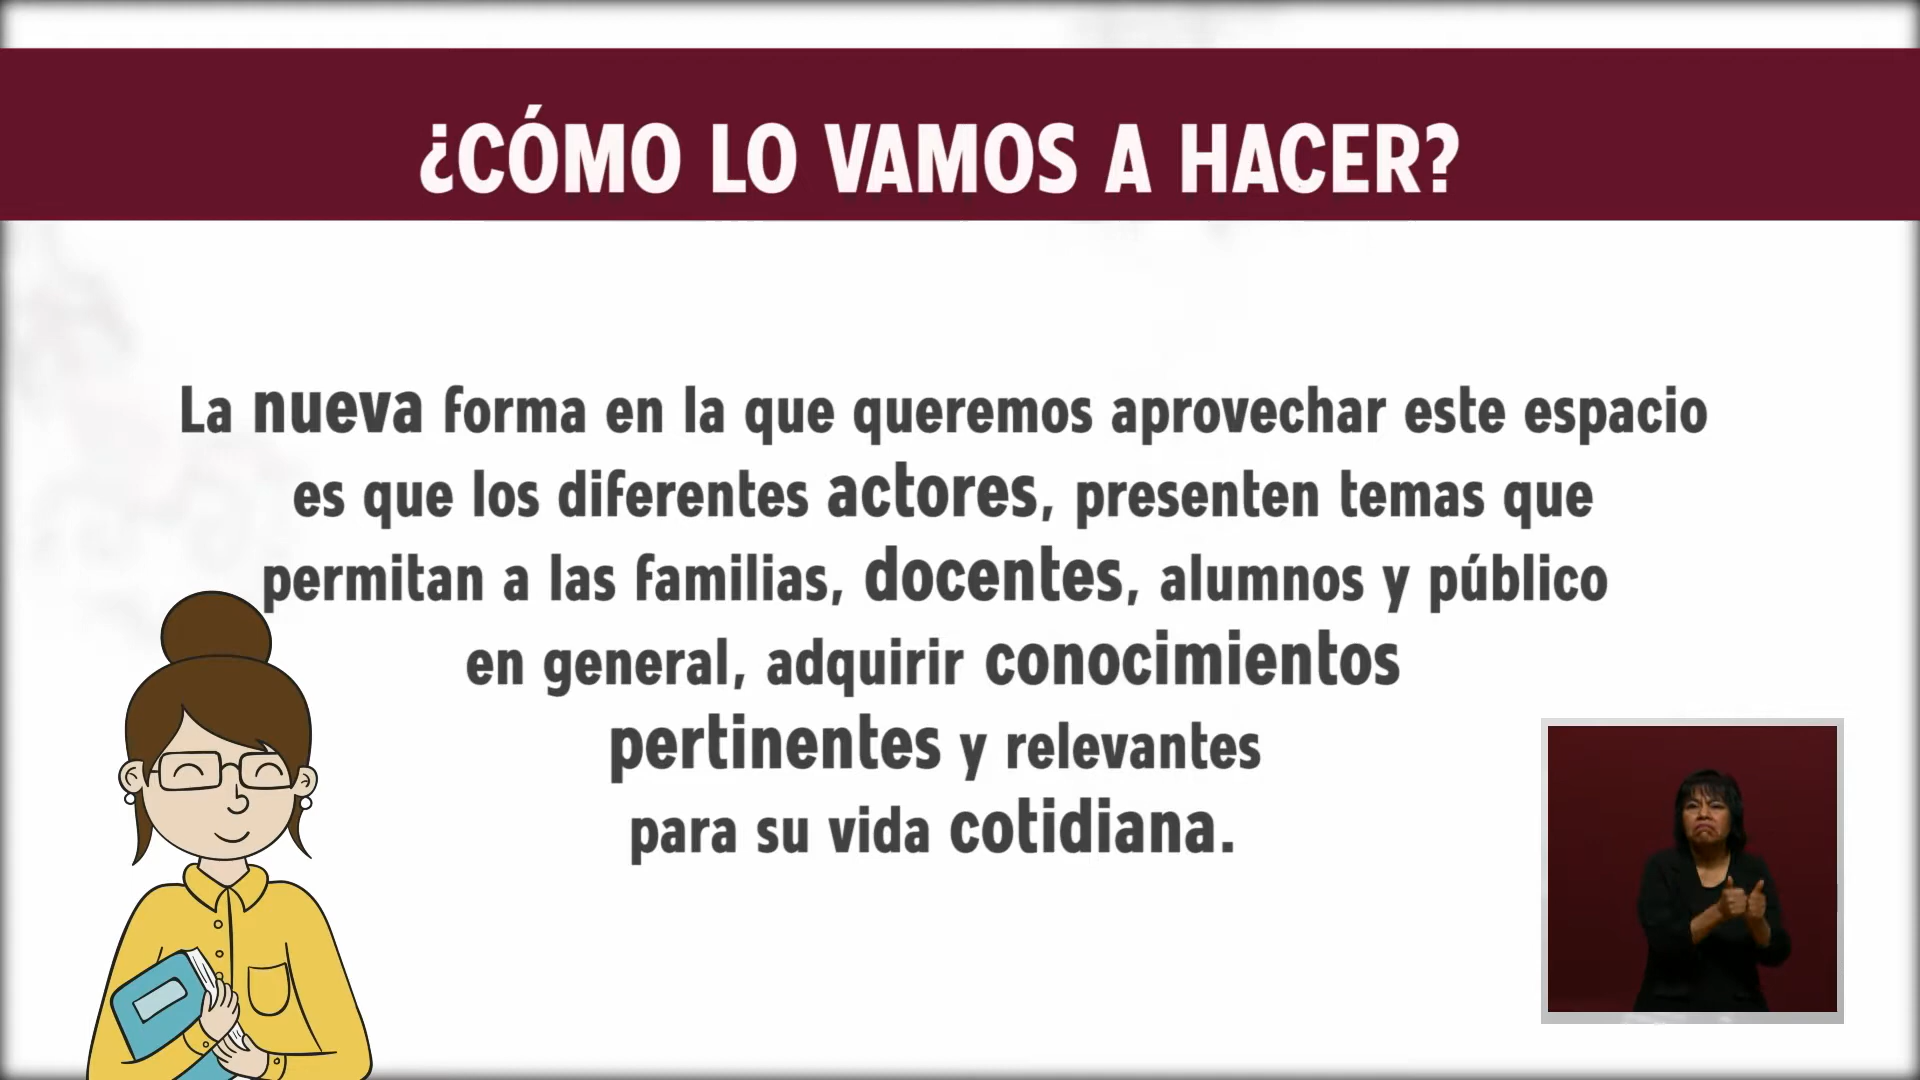 ¿CÓMO LO VAMOS A HACER?
La nueva forma en la que queremos aprovechar este espacio
es que los diferentes actores, presenten temas que
permitan a las familias, docentes, alumnos y público
en general, adquirir conocimientos
pertinentes y relevantes
para su vida cotidiana.